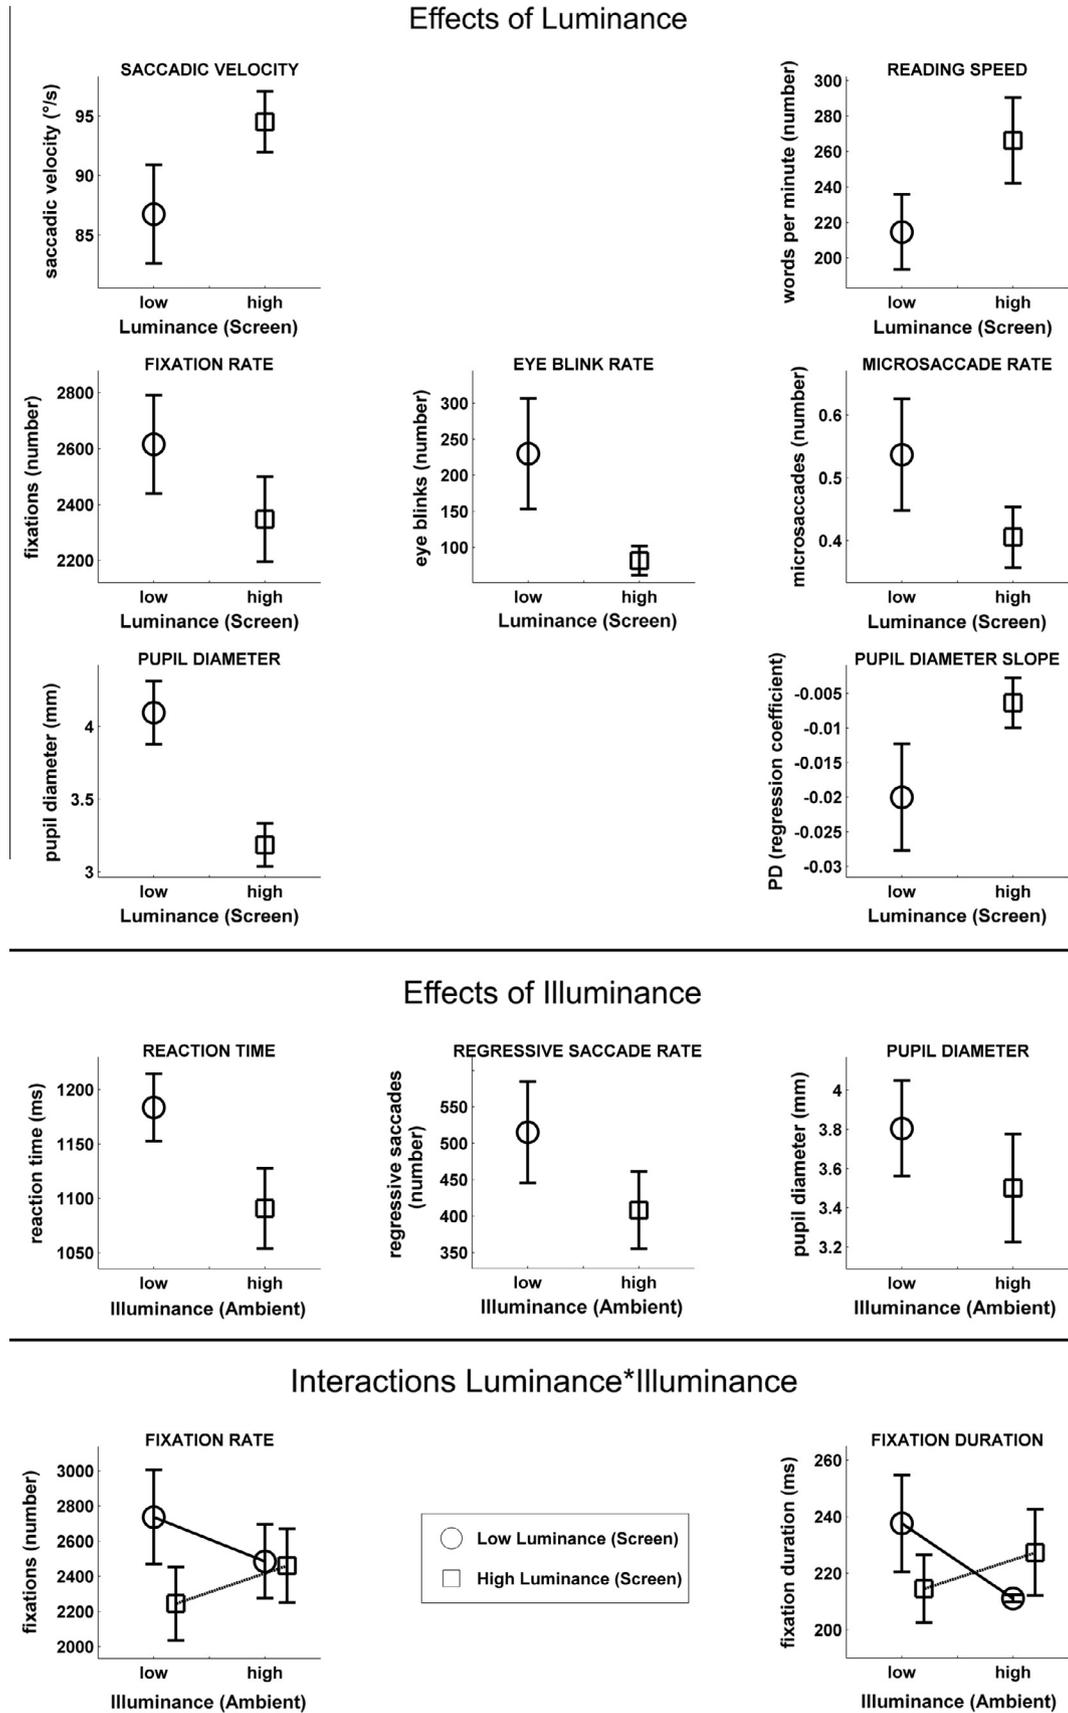 Effects of Luminance
SACCADIC VELOCITY
saccadic velocity (°/s)
95
90
85
low high
Luminance (Screen)
READING SPEED
words per minute (number)
300
280
260
240
220
200
low high
Luminance (Screen)
FIXATION RATE
fixations (number)
2800
2600
2400
2200
low high
Luminance (Screen)
EYE BLINK RATE
eye blinks (number)
300
250
200
150
100
low high
Luminance (Screen)
MICROSACCADE RATE
microsaccades (number)
0.6
0.5
0.4
low high
Luminance (Screen)
PUPIL DIAMETER
pupil diameter (mm)
4
3.5
3
low high
Luminance (Screen)
PUPIL DIAMETER SLOPE
PD (regression coefficient)
-0.005
-0.01
-0.015
-0.02
-0.025
-0.03
low high
Luminance (Screen)
Effects of Illuminance
REACTION TIME
reaction time (ms)
1200
1150
1100
1050
low high
Illuminance (Ambient)
REGRESSIVE SACCADE RATE
regressive saccades
(number)
550
500
450
400
350
low high
Illuminance (Ambient)
PUPIL DIAMETER
pupil diameter (mm)
4
3.8
3.6
3.4
3.2
low high
Illuminance (Ambient)
Interactions Luminance*Illuminance
FIXATION RATE
fixations (number)
3000
2800
2600
2400
2200
2000
low high
Illuminance (Ambient)
Low Luminance (Screen)
High Luminance (Screen)
FIXATION DURATION
fixation duration (ms)
260
240
220
200
low high
Illuminance (Ambient)